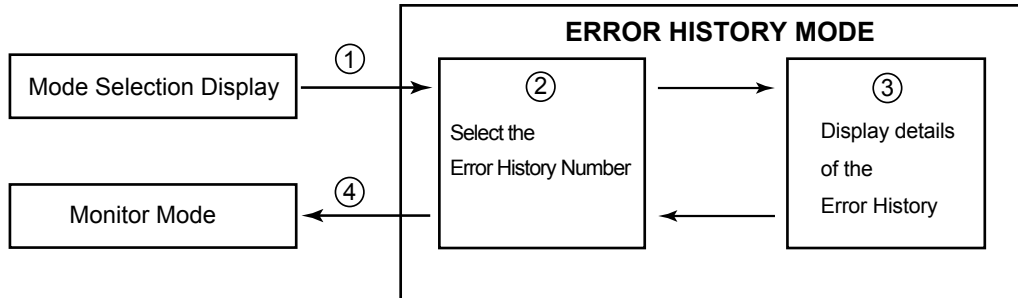 ERROR HISTORY MODE
Mode Selection Display
①
②
Select the
Error History Number
③
Display details
of the
Error History
Monitor Mode
④